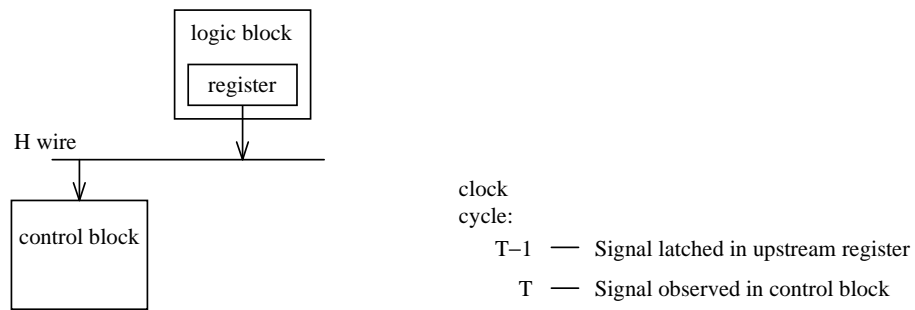 logic block
register
H wire
control block
clock
cycle:
T–1 — Signal latched in upstream register
T — Signal observed in control block